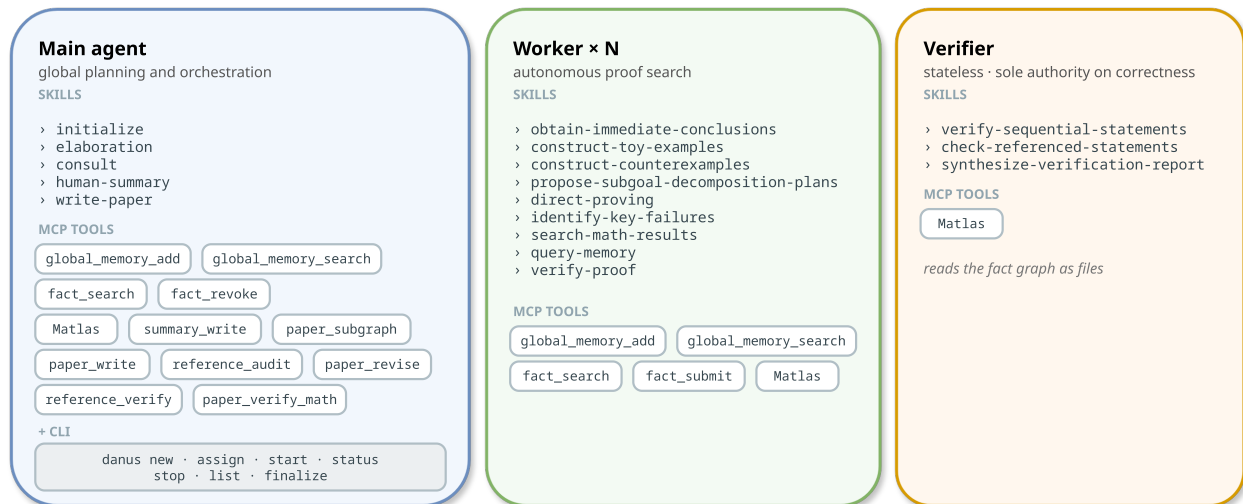 Main agent
global planning and orchestration
SKILLS
› initialize
› elaboration
› consult
› human-summary
› write-paper
MCP TOOLS
global_memory_add global_memory_search
fact_search fact_revoke
Matlas summary_write paper_subgraph
paper_write reference_audit paper_revise
reference_verify paper_verify_math
+ CLI
danus new · assign · start · status
stop · list · finalize
Worker × N
autonomous proof search
SKILLS
› obtain-immediate-conclusions
› construct-toy-examples
› construct-counterexamples
› propose-subgoal-decomposition-plans
› direct-proving
› identify-key-failures
› search-math-results
› query-memory
› verify-proof
MCP TOOLS
global_memory_add global_memory_search
fact_search fact_submit Matlas
Verifier
stateless · sole authority on correctness
SKILLS
› verify-sequential-statements
› check-referenced-statements
› synthesize-verification-report
MCP TOOLS
Matlas
reads the fact graph as files